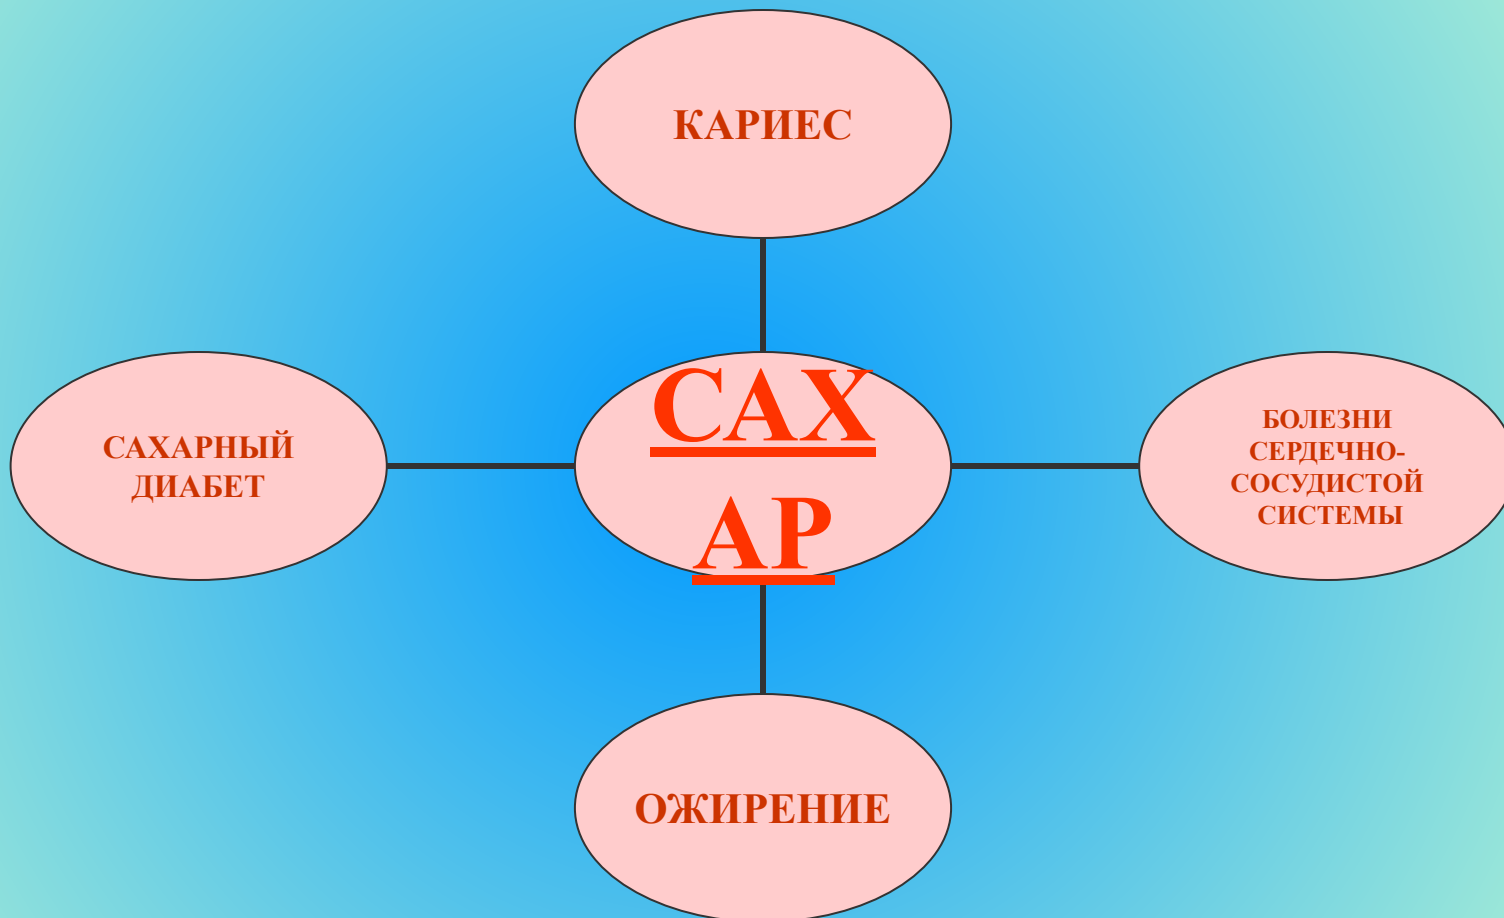 КАРИЕС
САХ
АР
САХАРНЫЙ
ДИАБЕТ
БОЛЕЗНИ
СЕРДЕЧНО-
СОСУДИСТОЙ
СИСТЕМЫ
ОЖИРЕНИЕ